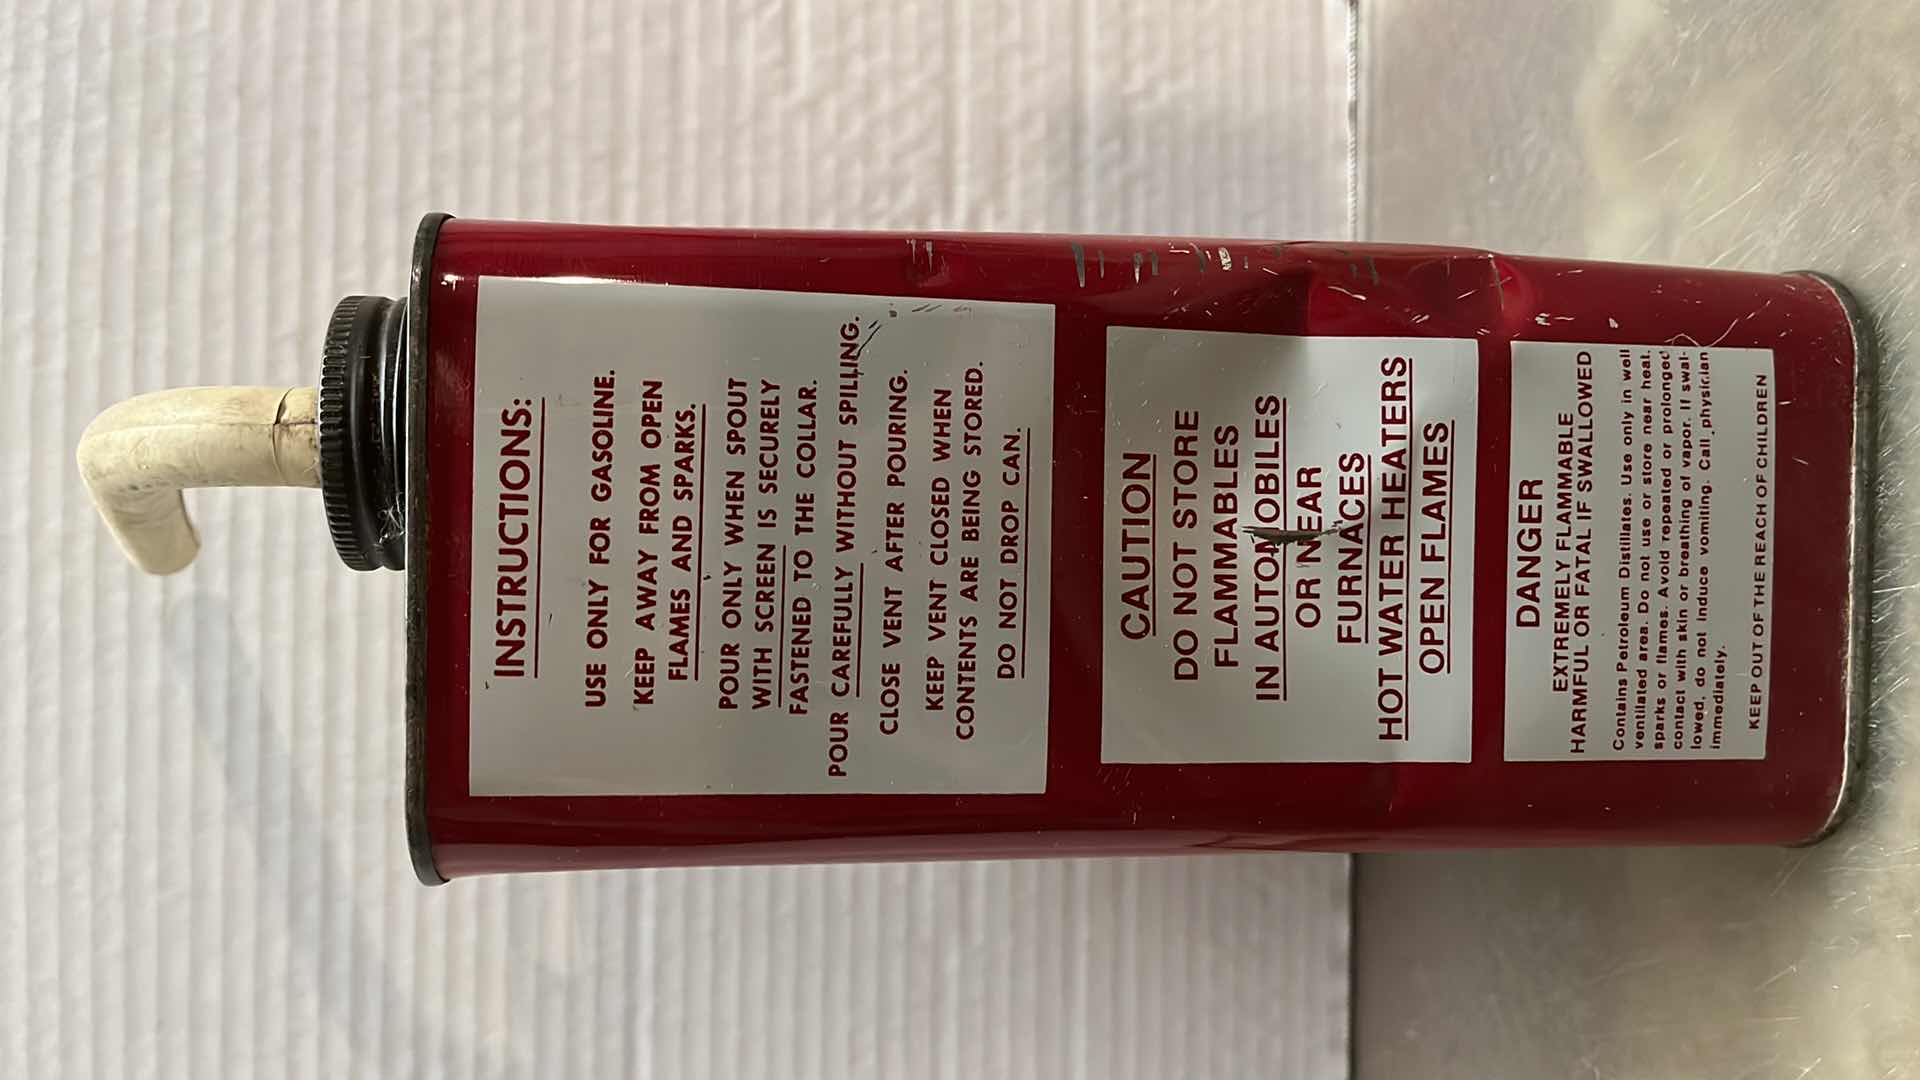 INSTRUCTIONS:
USE ONLY FOR GASOLINE.
KEEP AWAY FROM OPEN
FLAMES AND SPARKS.
POUR ONLY WHEN SPOUT
WITH SCREEN IS SECURELY
FASTENED TO THE COLLAR.
POUR CAREFULLY WITHOUT SPILLING.
CLOSE VENT AFTER POURING.
KEEP VENT CLOSED WHEN
CONTENTS ARE BEING STORED.
DO NOT DROP CAN.
CAUTION
DO NOT STORE
FLAMMABLES
IN AUTOMOBILES
OR NEAR
FURNACES
HOT WATER HEATERS
OPEN FLAMES
DANGER
EXTREMELY FLAMMABLE
HARMFUL OR FATAL IF SWALLOWED
Contains Petroleum Distillates. Use only in well
ventilated area. Do not use or store near heat,
sparks or flames. Avoid repeated or prolonged
contact with skin or breathing of vapor. If swal-
lowed, do not induce vomiting. Call physician
immediately.
KEEP OUT OF THE REACH OF CHILDREN